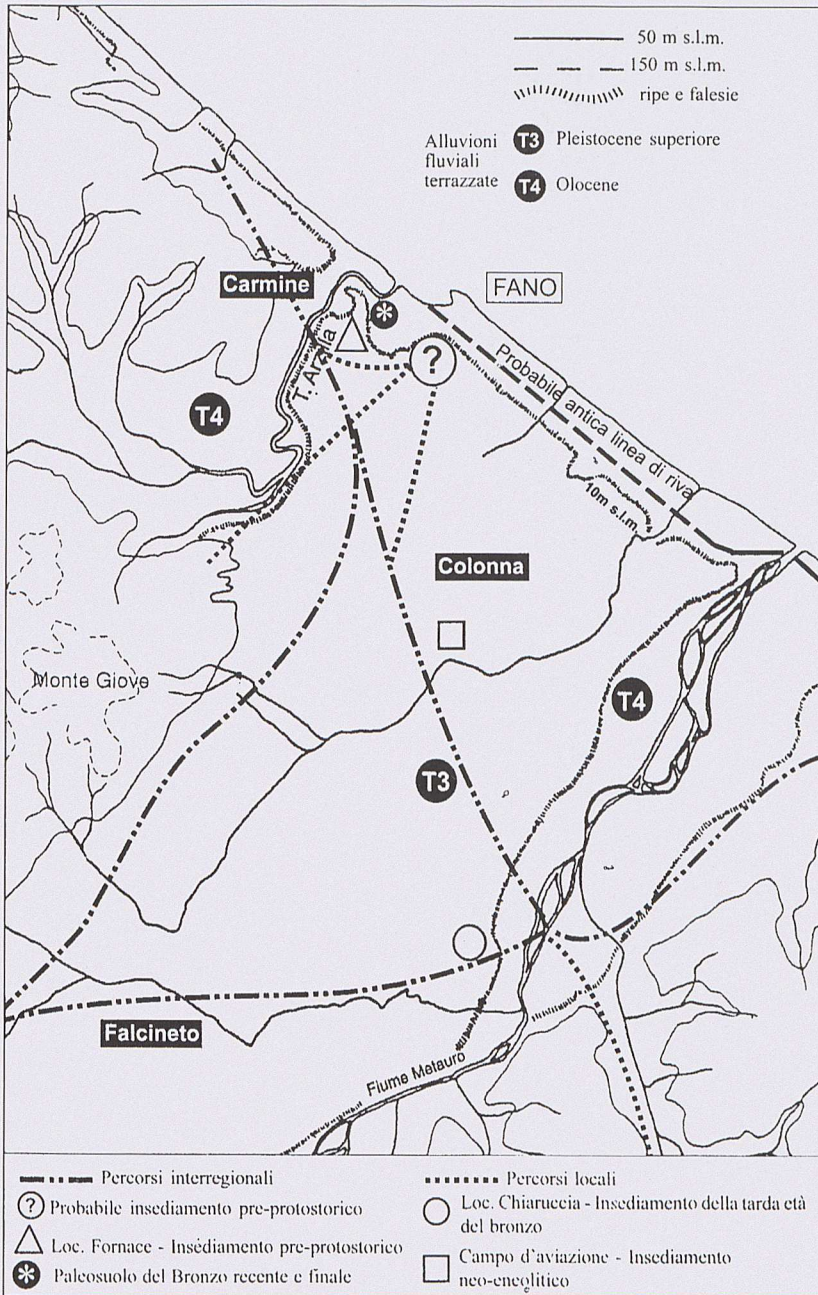 50 m s.l.m.
150 m s.l.m.
ripe e falesie
Alluvioni
fluviali
terrazzate
T3 Pleistocene superiore
T4 Olocene
Carmine
FANO
T. Arzilla
?
Probabile antica linea di riva
T4
10m s.l.m.
Colonna
Monte Giove
T4
T3
Falcineto
Fiume Metauro
Percorsi interregionali
? Probabile insediamento pre-protostorico
Loc. Fornace - Insediamento pre-protostorico
Paleosuolo del Bronzo recente e finale
Percorsi locali
Loc. Chiaruccia - Insediamento della tarda età
del bronzo
Campo d'aviazione - Insediamento
neo-eneolitico